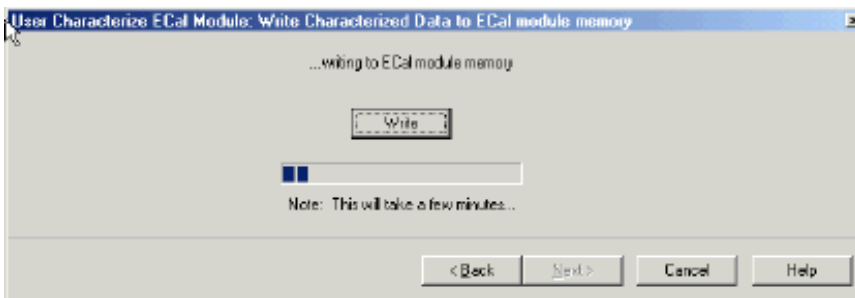 User Characterize ECal Module: Write Characterized Data to ECal module memory
...writing to ECal module memory
Write
Note: This will take a few minutes...
< Back Next > Cancel Help